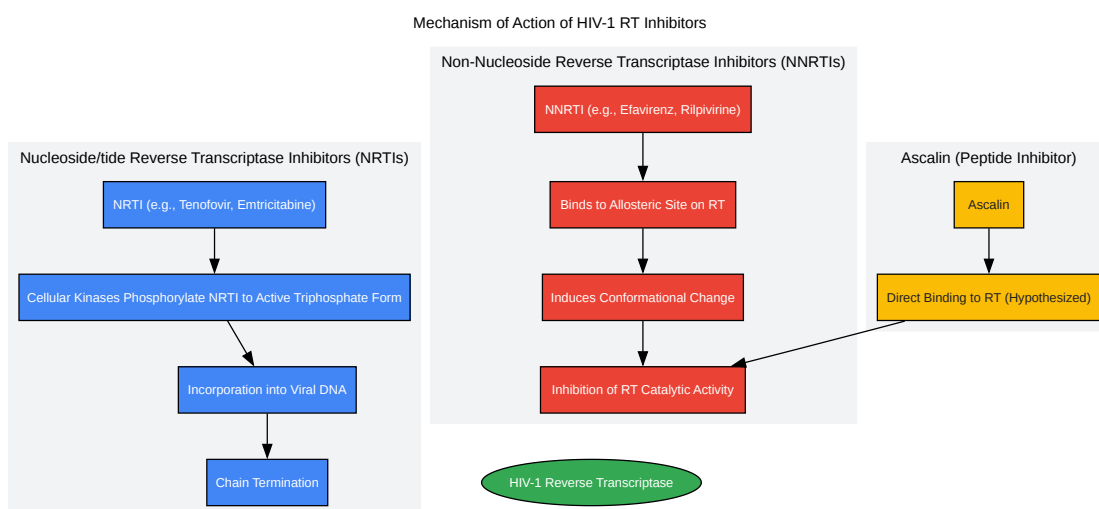 Mechanism of Action of HIV-1 RT Inhibitors
Non-Nucleoside Reverse Transcriptase Inhibitors (NNRTIs)
NNRTI (e.g., Efavirenz, Rilpivirine)
Binds to Allosteric Site on RT
Induces Conformational Change
Inhibition of RT Catalytic Activity
Nucleoside/tide Reverse Transcriptase Inhibitors (NRTIs)
NRTI (e.g., Tenofovir, Emtricitabine)
Cellular Kinases Phosphorylate NRTI to Active Triphosphate Form
Incorporation into Viral DNA
Chain Termination
Ascalin (Peptide Inhibitor)
Ascalin
Direct Binding to RT (Hypothesized)
HIV-1 Reverse Transcriptase